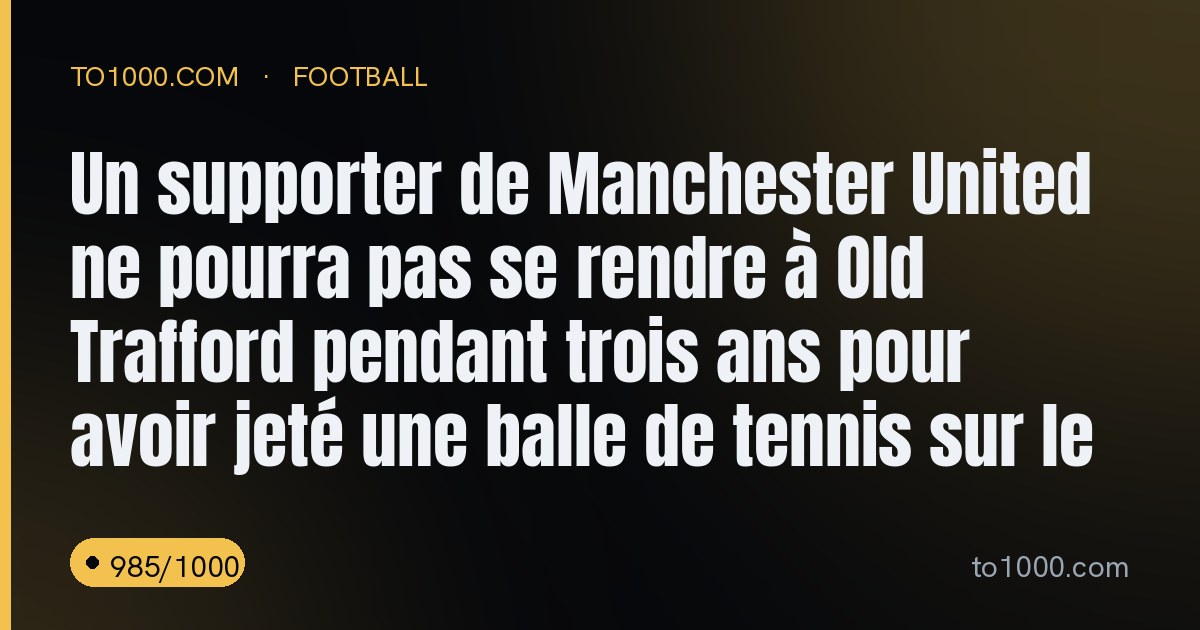 TO1000.COM · FOOTBALL
Un supporter de Manchester United
ne pourra pas se rendre à Old
Trafford pendant trois ans pour
avoir jeté une balle de tennis sur le
985/1000
to1000.com